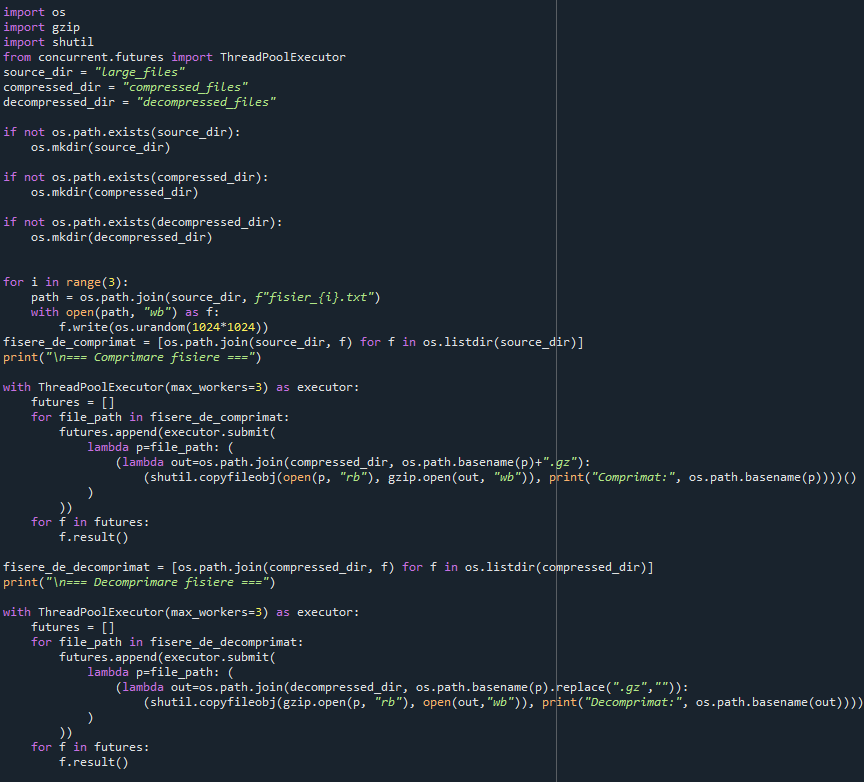 import os
import gzip
import shutil
from concurrent.futures import ThreadPoolExecutor
source_dir = "large_files"
compressed_dir = "compressed_files"
decompressed_dir = "decompressed_files"

if not os.path.exists(source_dir):
    os.mkdir(source_dir)

if not os.path.exists(compressed_dir):
    os.mkdir(compressed_dir)

if not os.path.exists(decompressed_dir):
    os.mkdir(decompressed_dir)


for i in range(3):
    path = os.path.join(source_dir, f"fisier_{i}.txt")
    with open(path, "wb") as f:
        f.write(os.urandom(1024*1024))
fisere_de_comprimat = [os.path.join(source_dir, f) for f in os.listdir(source_dir)]
print("\n=== Comprimare fisiere ===")

with ThreadPoolExecutor(max_workers=3) as executor:
    futures = []
    for file_path in fisere_de_comprimat:
        futures.append(executor.submit(
            lambda p=file_path: (
                (lambda out=os.path.join(compressed_dir, os.path.basename(p)+".gz"):
                    (shutil.copyfileobj(open(p, "rb"), gzip.open(out, "wb")), print("Comprimat:", os.path.basename(p))))()
            )
        ))
    for f in futures:
        f.result()

fisere_de_decomprimat = [os.path.join(compressed_dir, f) for f in os.listdir(compressed_dir)]
print("\n=== Decomprimare fisiere ===")

with ThreadPoolExecutor(max_workers=3) as executor:
    futures = []
    for file_path in fisere_de_decomprimat:
        futures.append(executor.submit(
            lambda p=file_path: (
                (lambda out=os.path.join(decompressed_dir, os.path.basename(p).replace(".gz","")):
                    (shutil.copyfileobj(gzip.open(p, "rb"), open(out,"wb")), print("Decomprimat:", os.path.basename(out))))
            )
        ))
    for f in futures:
        f.result()